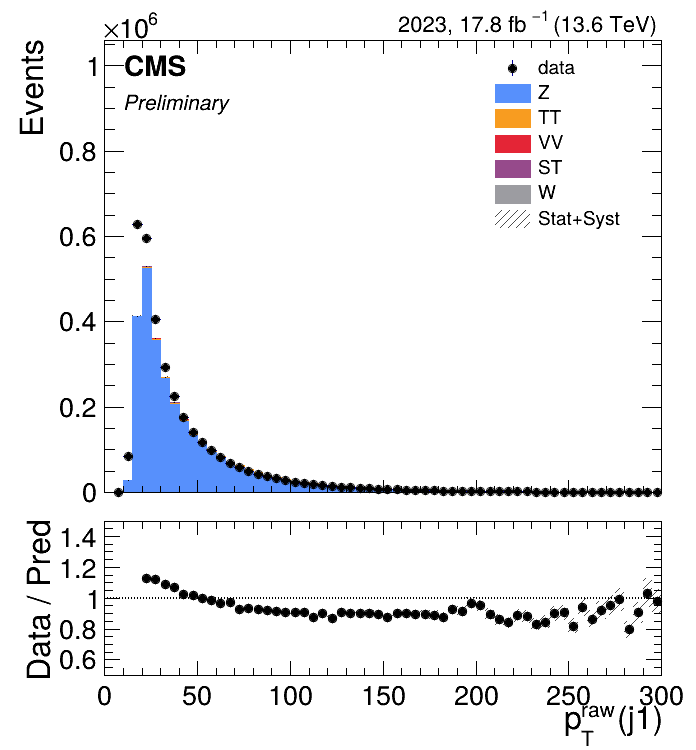 ×10⁶
2023, 17.8 fb⁻¹ (13.6 TeV)
Events
CMS
Preliminary
data
Z
TT
VV
ST
W
Stat+Syst
1
0.8
0.6
0.4
0.2
0
Data / Pred
1.4
1.2
1
0.8
0.6
0 50 100 150 200 250 300
p_T^raw(j1)